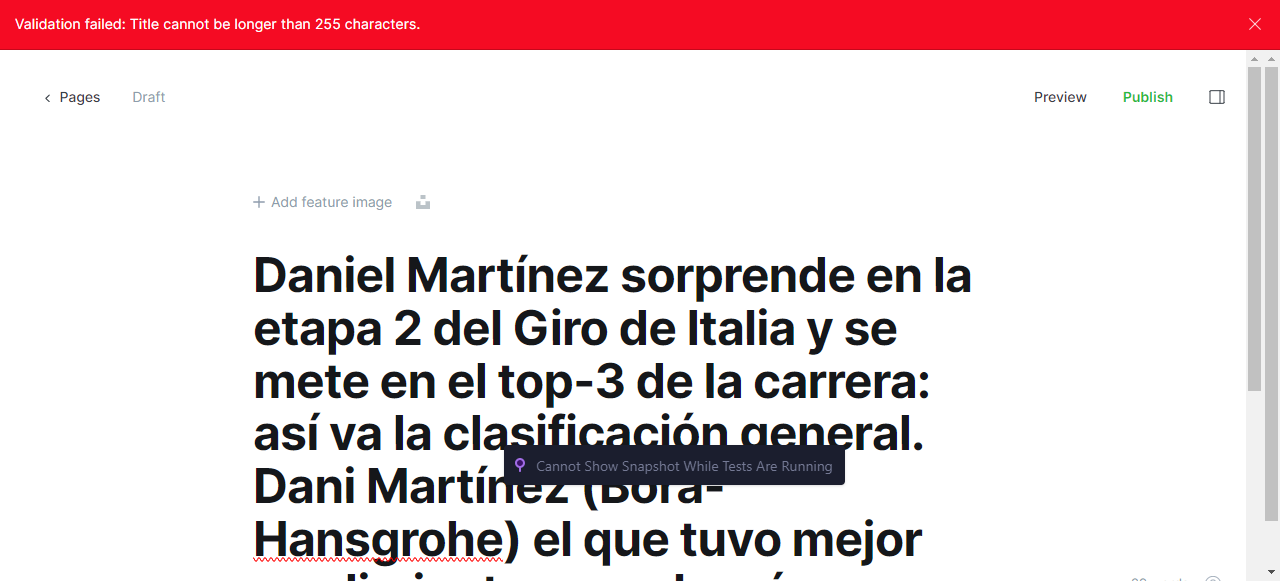 Validation failed: Title cannot be longer than 255 characters.
Pages Draft Preview Publish
Add feature image
Daniel Martínez sorprende en la
etapa 2 del Giro de Italia y se
mete en el top-3 de la carrera:
así va la clasificación general.
Cannot Show Snapshot While Tests Are Running
Dani Martínez (Bora-
Hansgrohe) el que tuvo mejor